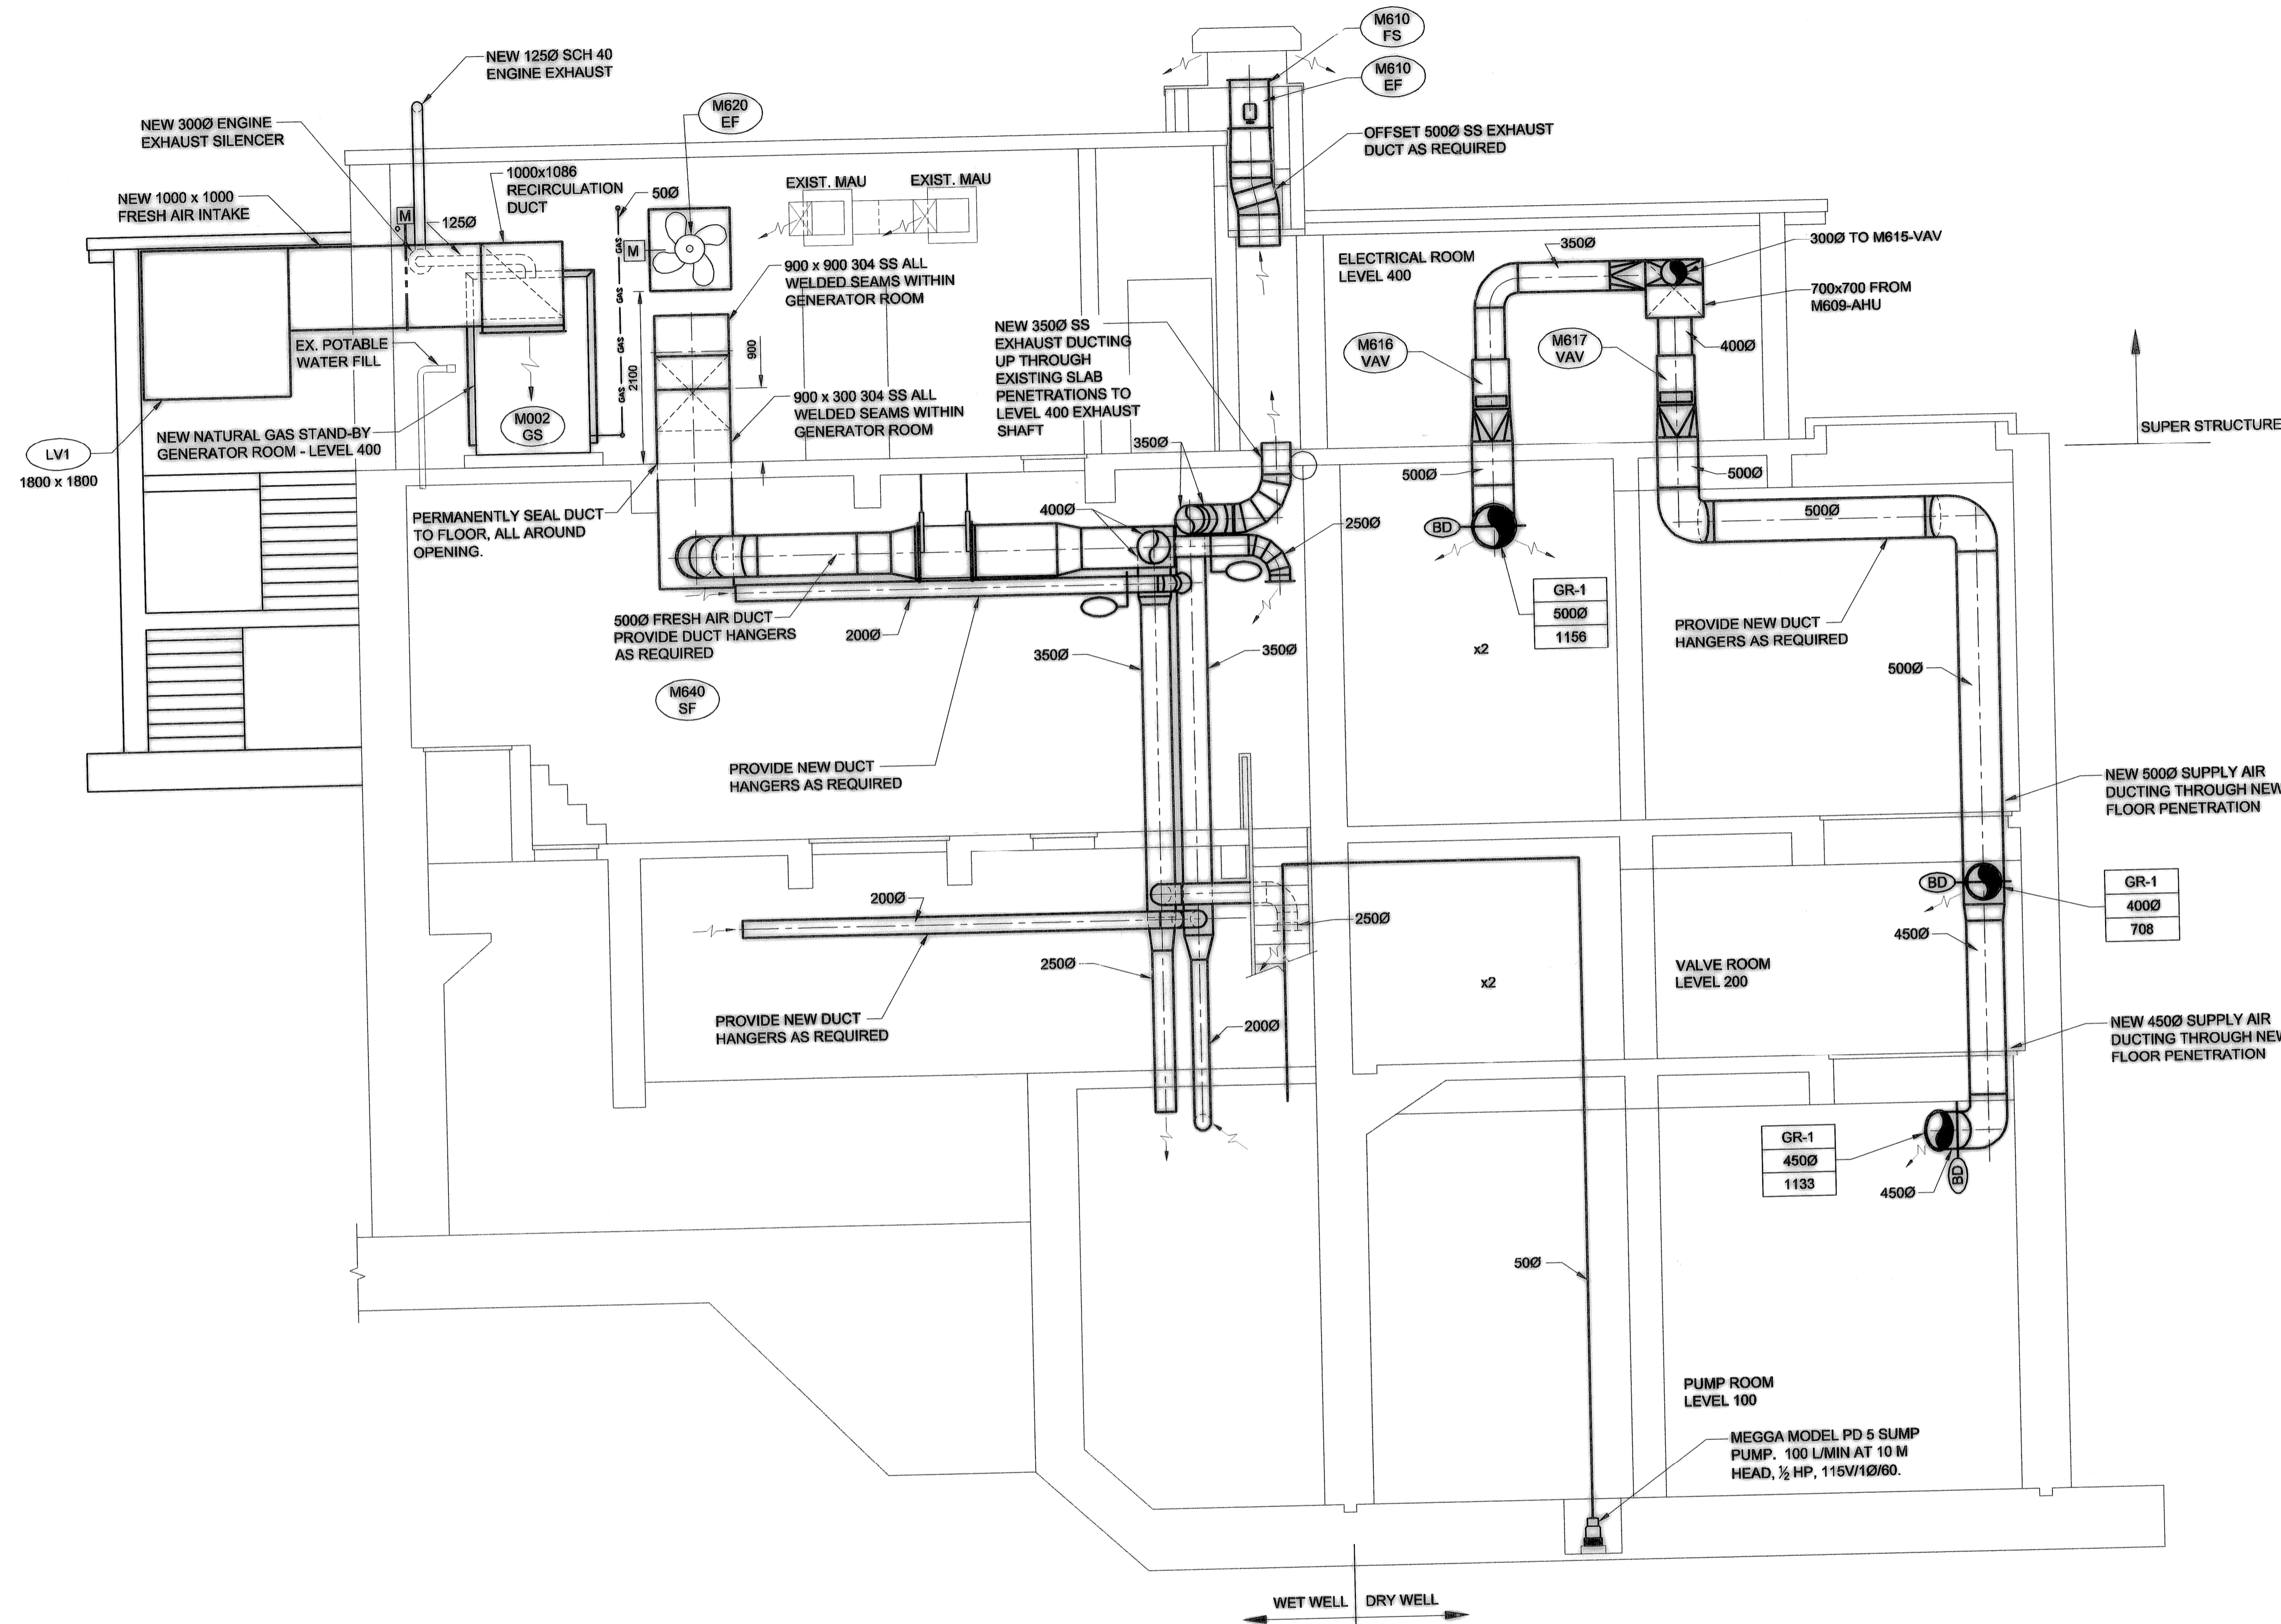 M610
FS
M610
EF
NEW 125Ø SCH 40
ENGINE EXHAUST
M620
EF
NEW 300Ø ENGINE
EXHAUST SILENCER
OFFSET 500Ø SS EXHAUST
DUCT AS REQUIRED
1000x1086
RECIRCULATION
DUCT
50Ø
EXIST. MAU
EXIST. MAU
NEW 1000 x 1000
FRESH AIR INTAKE
M
125Ø
GAS
GAS
GAS
M
2100
900
900 x 900 304 SS ALL
WELDED SEAMS WITHIN
GENERATOR ROOM
ELECTRICAL ROOM
LEVEL 400
350Ø
300Ø TO M615-VAV
700x700 FROM
M609-AHU
NEW 350Ø SS
EXHAUST DUCTING
UP THROUGH
EXISTING SLAB
PENETRATIONS TO
LEVEL 400 EXHAUST
SHAFT
M616
VAV
M617
VAV
400Ø
EX. POTABLE
WATER FILL
900 x 300 304 SS ALL
WELDED SEAMS WITHIN
GENERATOR ROOM
M002
GS
NEW NATURAL GAS STAND-BY
GENERATOR ROOM - LEVEL 400
SUPER STRUCTURE
LV1
1800 x 1800
350Ø
500Ø
500Ø
PERMANENTLY SEAL DUCT
TO FLOOR, ALL AROUND
OPENING.
400Ø
250Ø
BD
500Ø
GR-1
500Ø
1156
500Ø FRESH AIR DUCT
PROVIDE DUCT HANGERS
AS REQUIRED
200Ø
350Ø
350Ø
x2
PROVIDE NEW DUCT
HANGERS AS REQUIRED
500Ø
M640
SF
PROVIDE NEW DUCT
HANGERS AS REQUIRED
NEW 500Ø SUPPLY AIR
DUCTING THROUGH NEW
FLOOR PENETRATION
200Ø
250Ø
BD
GR-1
400Ø
708
450Ø
250Ø
x2
VALVE ROOM
LEVEL 200
PROVIDE NEW DUCT
HANGERS AS REQUIRED
200Ø
NEW 450Ø SUPPLY AIR
DUCTING THROUGH NEW
FLOOR PENETRATION
GR-1
450Ø
1133
450Ø
BD
50Ø
PUMP ROOM
LEVEL 100
MEGGA MODEL PD 5 SUMP
PUMP. 100 L/MIN AT 10 M
HEAD, ½ HP, 115V/1Ø/60.
WET WELL
DRY WELL